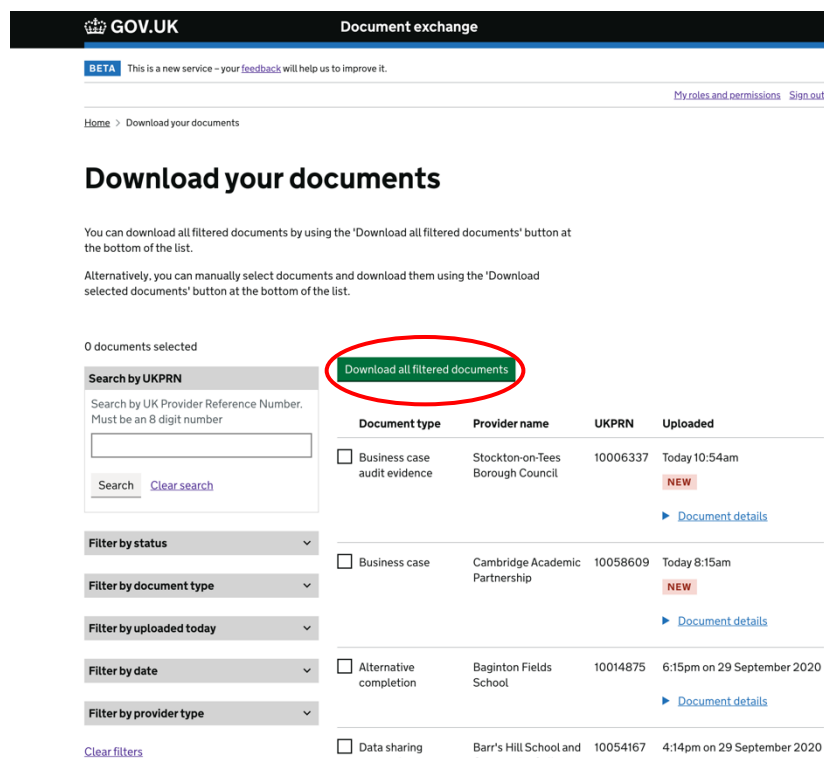 GOV.UK Document exchange
BETA This is a new service – your feedback will help us to improve it.
My roles and permissions Sign out
Home > Download your documents
Download your documents
You can download all filtered documents by using the 'Download all filtered documents' button at
the bottom of the list.
Alternatively, you can manually select documents and download them using the 'Download
selected documents' button at the bottom of the list.
0 documents selected
Search by UKPRN
Search by UK Provider Reference Number.
Must be an 8 digit number
Search Clear search
Filter by status
Filter by document type
Filter by uploaded today
Filter by date
Filter by provider type
Clear filters
Download all filtered documents
Document type Provider name UKPRN Uploaded
Business case Stockton-on-Tees 10006337 Today 10:54am
audit evidence Borough Council
NEW
Document details
Business case Cambridge Academic 10058609 Today 8:15am
Partnership
NEW
Document details
Alternative Baginton Fields 10014875 6:15pm on 29 September 2020
completion School
Document details
Data sharing Barr's Hill School and 10054167 4:14pm on 29 September 2020